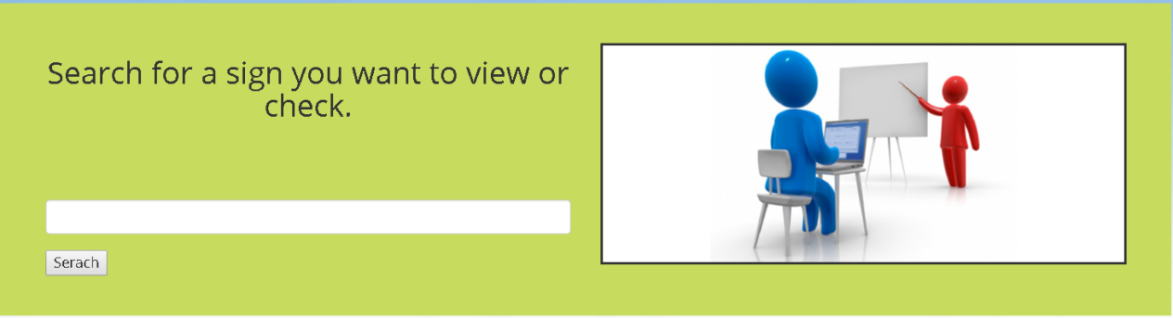 Search for a sign you want to view or
check.
Serach